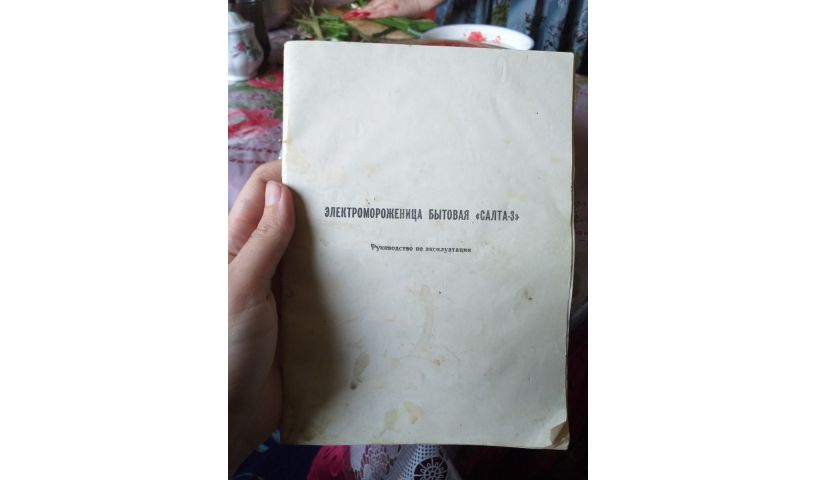 ЭЛЕКТРОМОРОЖЕНИЦА БЫТОВАЯ «САЛТА-3»
Руководство по эксплуатации